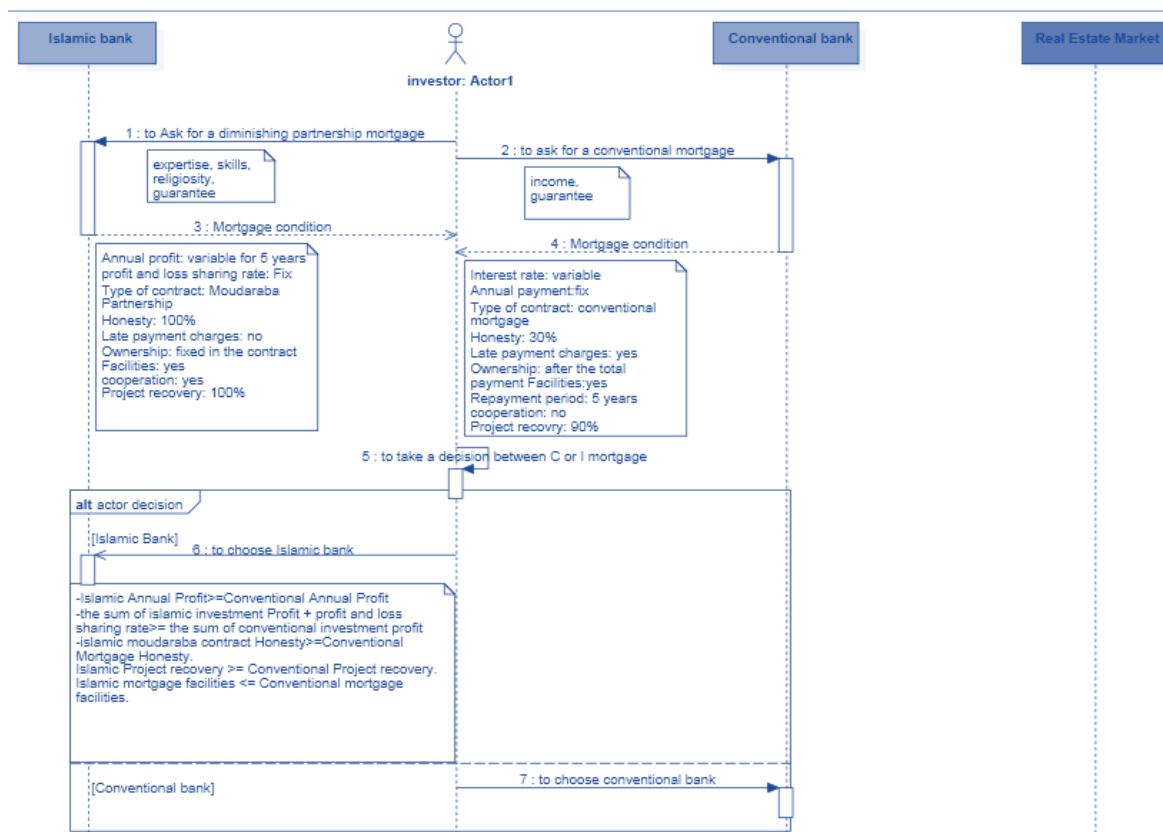 Islamic bank
investor: Actor1
Conventional bank
Real Estate Market
1 : to Ask for a diminishing partnership mortgage
2 : to ask for a conventional mortgage
expertise, skills,
religiosity,
guarantee
income,
guarantee
3 : Mortgage condition
4 : Mortgage condition
Annual profit: variable for 5 years
profit and loss sharing rate: Fix
Type of contract: Moudaraba
Partnership
Honesty: 100%
Late payment charges: no
Ownership: fixed in the contract
Facilities: yes
cooperation: yes
Project recovery: 100%
Interest rate: variable
Annual payment:fix
Type of contract: conventional
mortgage
Honesty: 30%
Late payment charges: yes
Ownership: after the total
payment Facilities:yes
Repayment period: 5 years
cooperation: no
Project recovry: 90%
5 : to take a decision between C or I mortgage
alt actor decision
[Islamic Bank]
6 : to choose Islamic bank
-Islamic Annual Profit>=Conventional Annual Profit
-the sum of islamic investment Profit + profit and loss
sharing rate>= the sum of conventional investment profit
-islamic moudaraba contract Honesty>=Conventional
Mortgage Honesty.
Islamic Project recovery >= Conventional Project recovery.
Islamic mortgage facilities <= Conventional mortgage
facilities.
7 : to choose conventional bank
[Conventional bank]